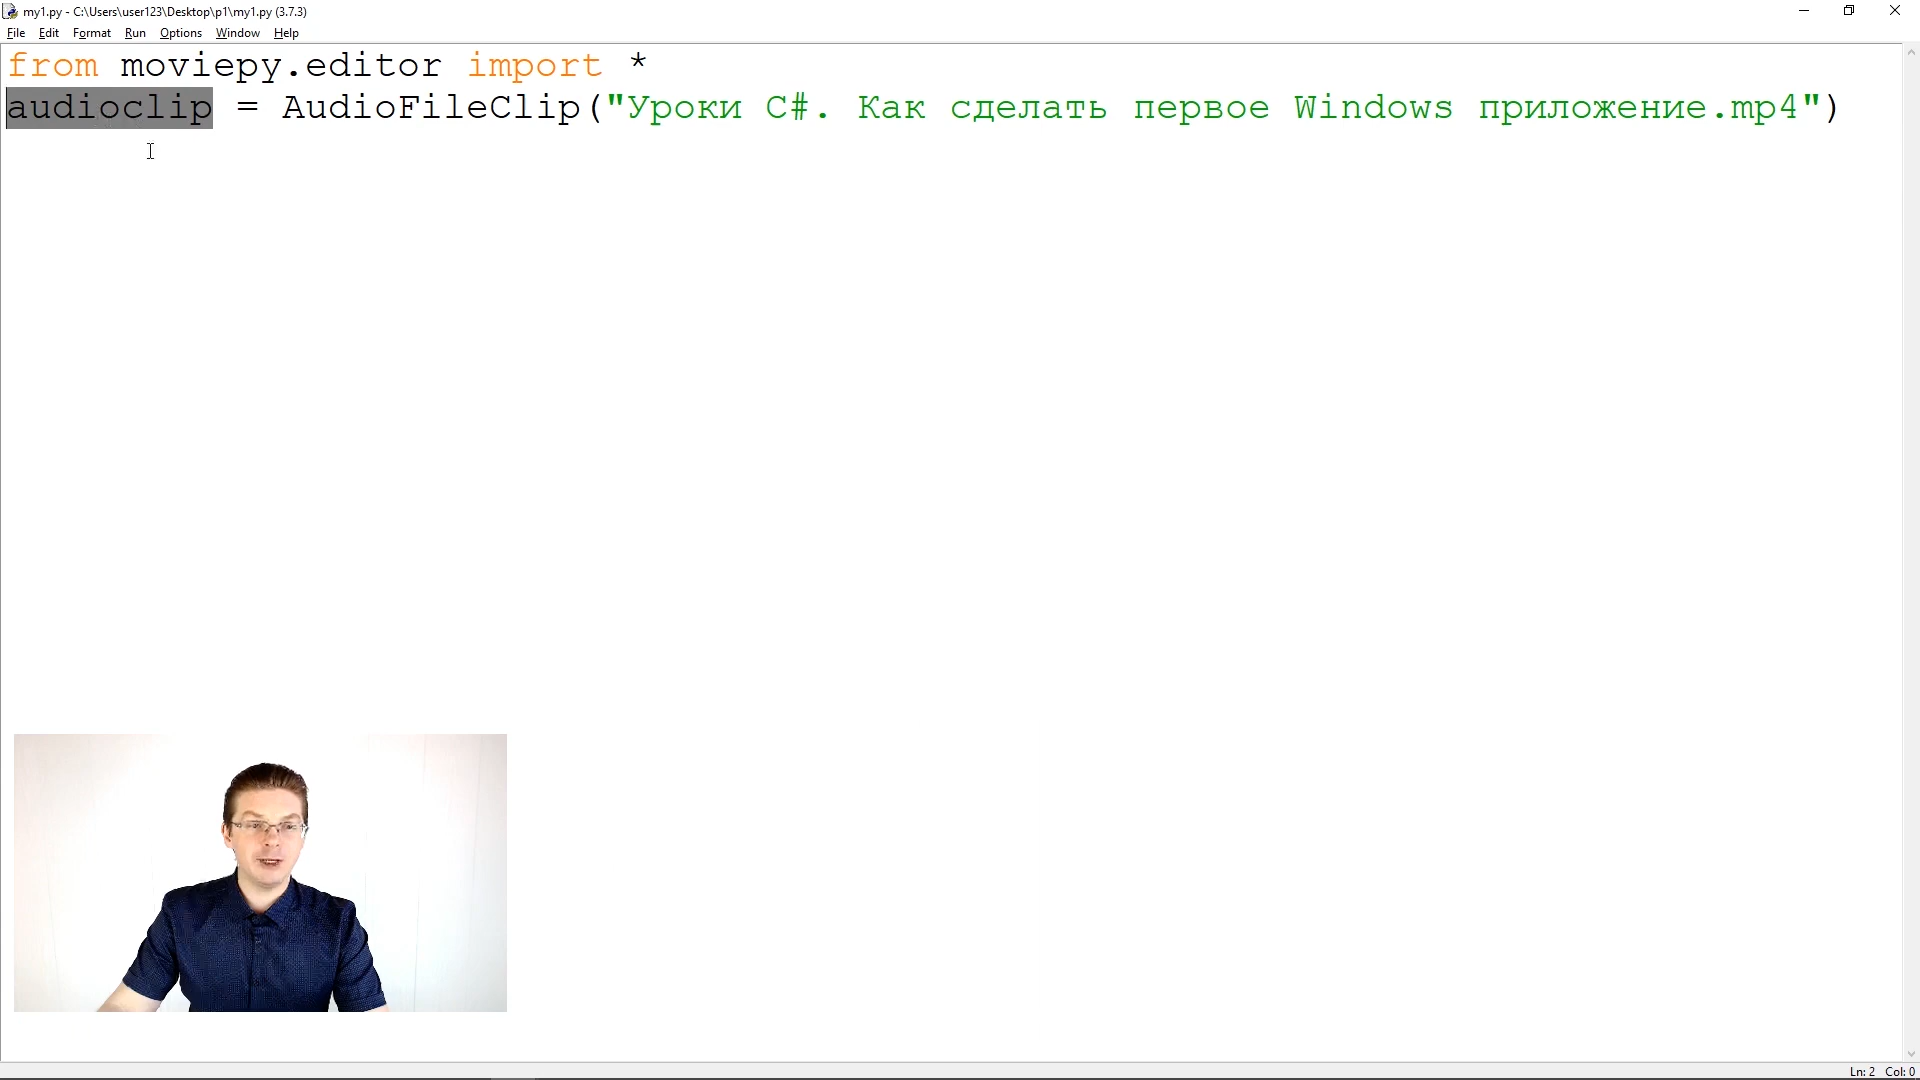 my1.py - C:\Users\user123\Desktop\p1\my1.py (3.7.3)
File Edit Format Run Options Window Help
from moviepy.editor import *
audioclip = AudioFileClip("Уроки C#. Как сделать первое Windows приложение.mp4")
Ln: 2 Col: 0